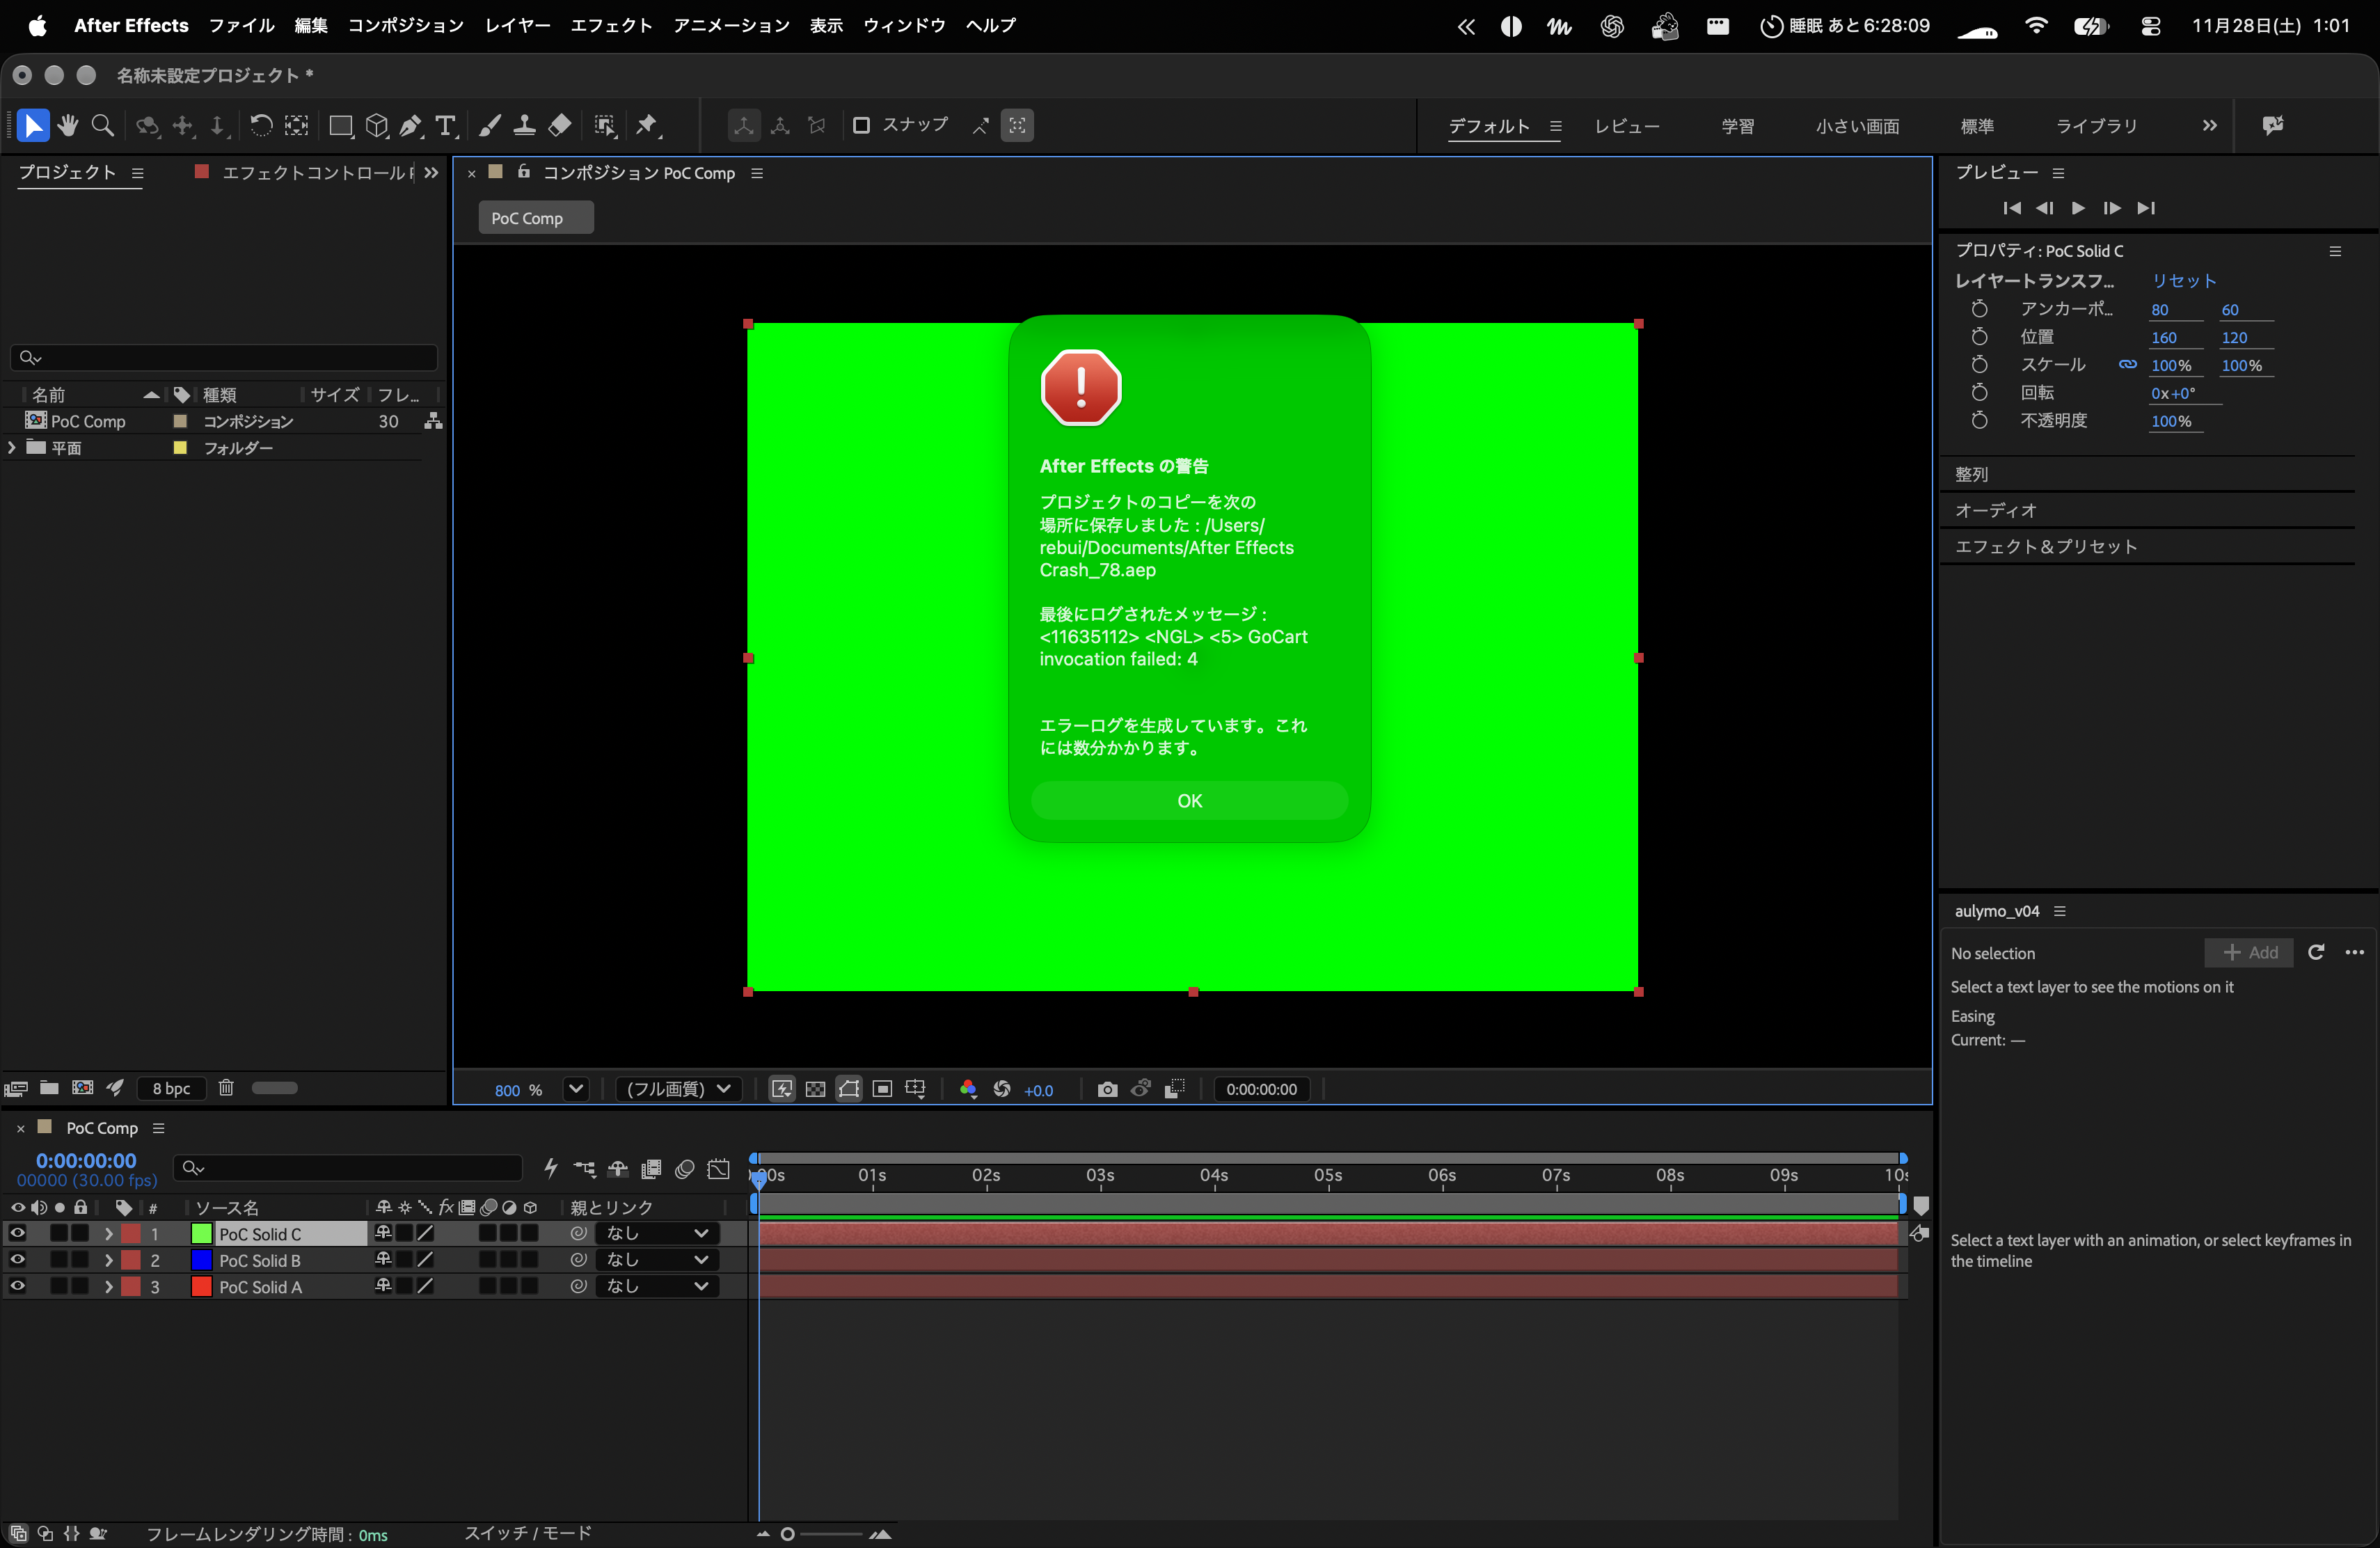 After Effects ファイル 編集 コンポジション レイヤー エフェクト アニメーション 表示 ウィンドウ ヘルプ
睡眠 あと6:28:09
11月28日(土) 1:01
名称未設定プロジェクト *
スナップ
デフォルト
レビュー
学習
小さい画面
標準
ライブラリ
プロジェクト
エフェクトコントロール
名前
種類
サイズ
フレ...
PoC Comp
コンポジション
30
平面
フォルダー
8 bpc
コンポジション PoC Comp
PoC Comp
After Effects の警告
プロジェクトのコピーを次の
場所に保存しました : /Users/
rebui/Documents/After Effects
Crash_78.aep
最後にログされたメッセージ :
<11635112> <NGL> <5> GoCart
invocation failed: 4
エラーログを生成しています。これ
には数分かかります。
OK
800 %
(フル画質)
+0.0
0:00:00:00
プレビュー
プロパティ: PoC Solid C
レイヤートランスフ...
リセット
アンカーポ...
80
60
位置
160
120
スケール
100%
100%
回転
0x+0°
不透明度
100%
整列
オーディオ
エフェクト＆プリセット
aulymo_v04
No selection
Add
Select a text layer to see the motions on it
Easing
Current: —
Select a text layer with an animation, or select keyframes in
the timeline
PoC Comp
0:00:00:00
00000 (30.00 fps)
00s
01s
02s
03s
04s
05s
06s
07s
08s
09s
#
ソース名
fx
親とリンク
1
PoC Solid C
なし
2
PoC Solid B
なし
3
PoC Solid A
なし
フレームレンダリング時間 : 0ms
スイッチ / モード